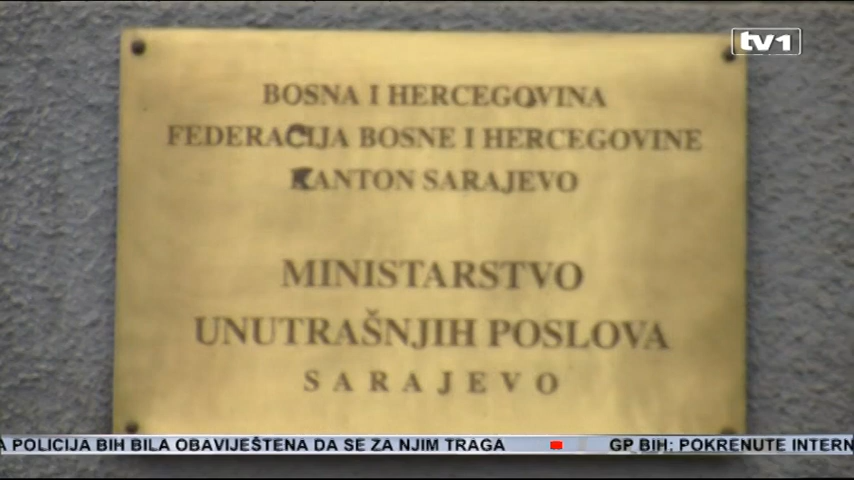 tv1
BOSNA I HERCEGOVINA
FEDERACIJA BOSNE I HERCEGOVINE
KANTON SARAJEVO
MINISTARSTVO
UNUTRAŠNJIH POSLOVA
SARAJEVO
A POLICIJA BIH BILA OBAVIJEŠTENA DA SE ZA NJIM TRAGA GP BIH: POKRENUTE INTERN